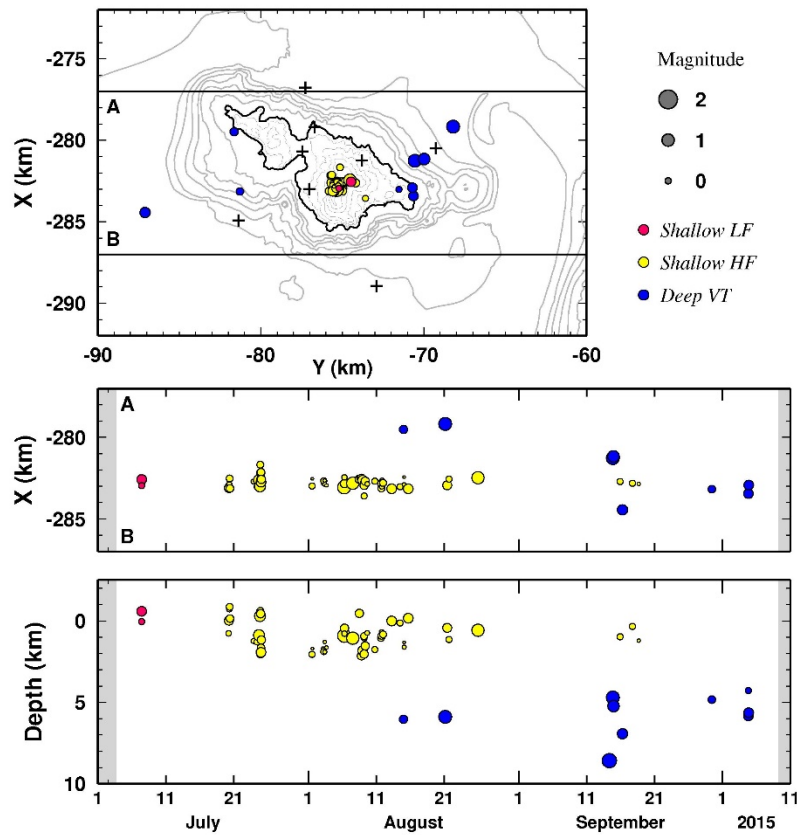 -275
-280
-285
-290
X (km)
A
B
-90
-80
-70
-60
Y (km)
Magnitude
2
1
0
Shallow LF
Shallow HF
Deep VT
A
B
-280
-285
X (km)
0
5
10
Depth (km)
1 11 21 1 11 21 1 11 21 1 11
July August September 2015